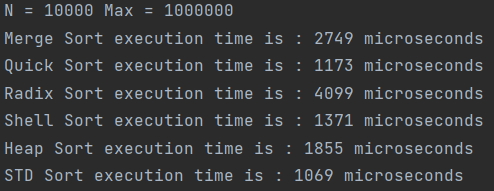 N = 10000 Max = 1000000
Merge Sort execution time is : 2749 microseconds
Quick Sort execution time is : 1173 microseconds
Radix Sort execution time is : 4099 microseconds
Shell Sort execution time is : 1371 microseconds
Heap Sort execution time is : 1855 microseconds
STD Sort execution time is : 1069 microseconds